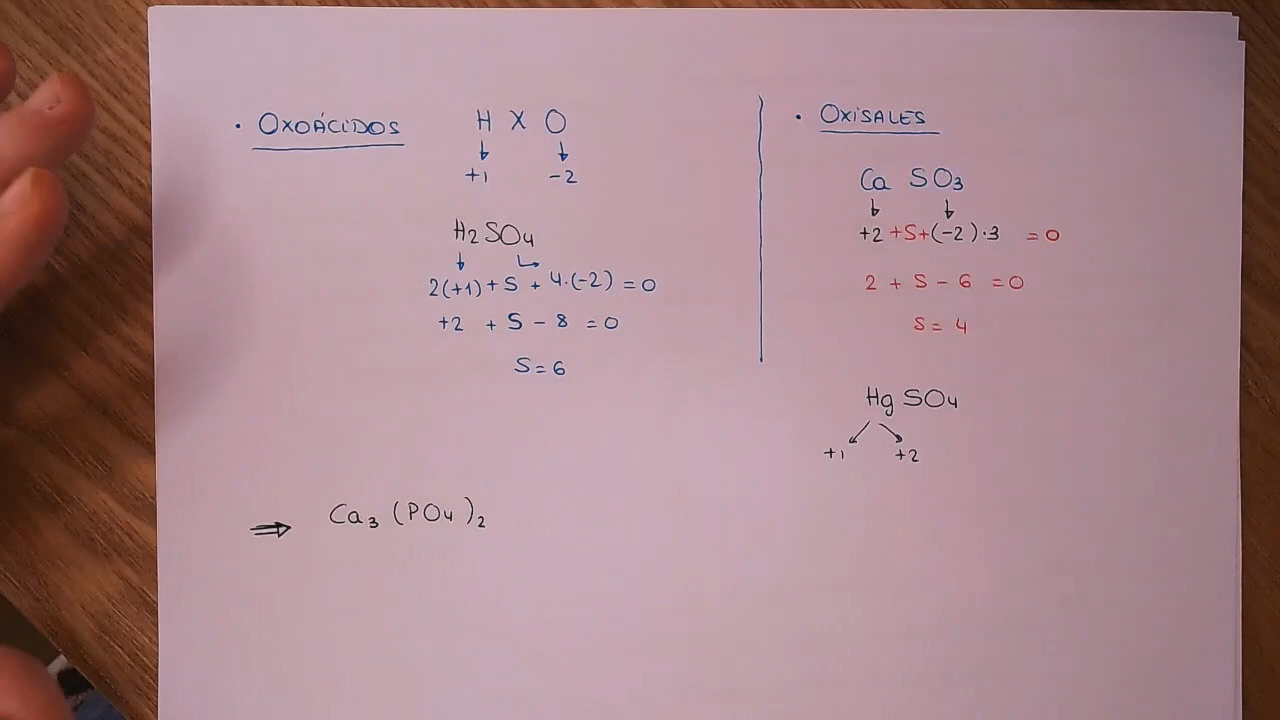 • OXOÁCIDOS
H X O
↓ ↓
+1 -2
H₂SO₄
↓ ↳
2(+1) + S + 4·(-2) = 0
+2 + S - 8 = 0
S = 6
• OXISALES
Ca SO₃
↓ ↓
+2 +S+(-2)·3 = 0
2 + S - 6 = 0
S = 4
Hg SO₄
↙ ↘
+1 +2
⇒ Ca₃ (PO₄)₂